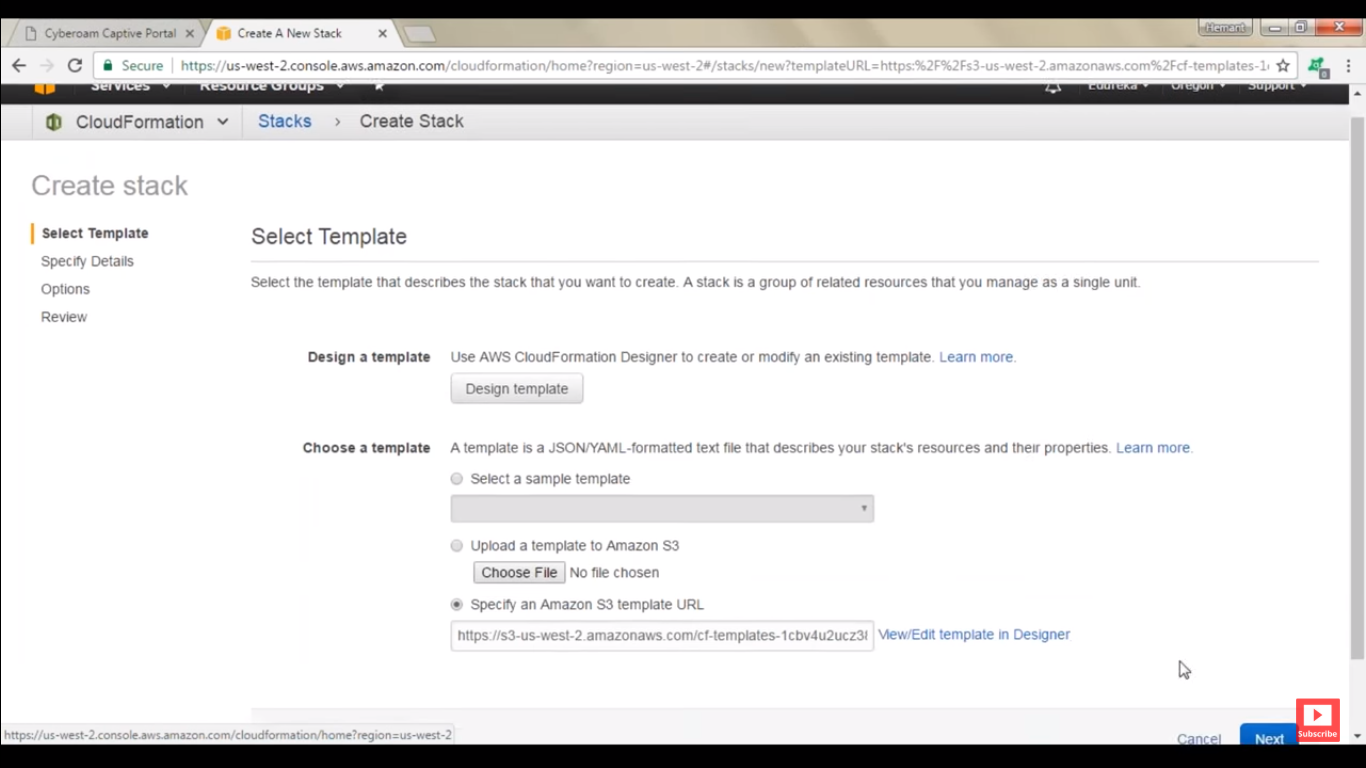 Cyberoam Captive Portal
Create A New Stack
Hemant
Secure
https://us-west-2.console.aws.amazon.com/cloudformation/home?region=us-west-2#/stacks/new?templateURL=https:%2F%2Fs3-us-west-2.amazonaws.com%2Fcf-templates-1
Services
Resource Groups
Edureka
Oregon
Support
CloudFormation
Stacks > Create Stack
Create stack
Select Template
Specify Details
Options
Review
Select Template
Select the template that describes the stack that you want to create. A stack is a group of related resources that you manage as a single unit.
Design a template
Use AWS CloudFormation Designer to create or modify an existing template. Learn more.
Design template
Choose a template
A template is a JSON/YAML-formatted text file that describes your stack's resources and their properties. Learn more.
Select a sample template
Upload a template to Amazon S3
Choose File No file chosen
Specify an Amazon S3 template URL
https://s3-us-west-2.amazonaws.com/cf-templates-1cbv4u2ucz38
View/Edit template in Designer
https://us-west-2.console.aws.amazon.com/cloudformation/home?region=us-west-2
Cancel
Next
Subscribe